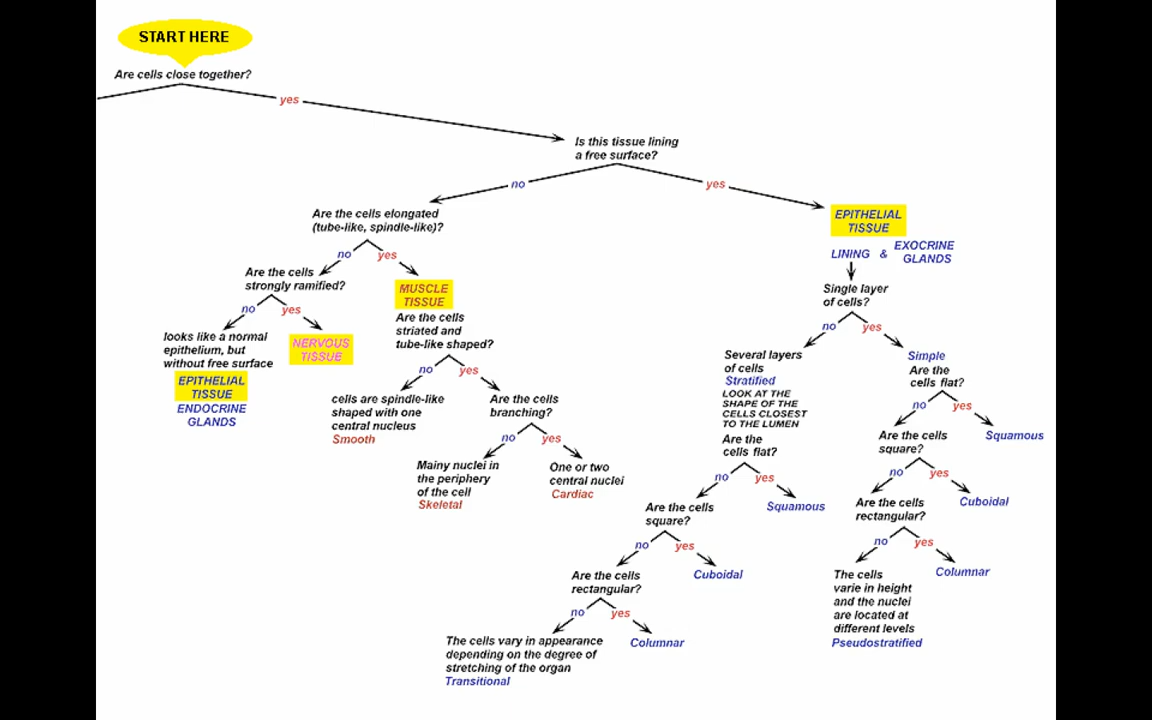 START HERE
Are cells close together?
yes
Is this tissue lining
a free surface?
no
yes
Are the cells elongated
(tube-like, spindle-like)?
no
yes
Are the cells
strongly ramified?
no
yes
looks like a normal
epithelium, but
without free surface
EPITHELIAL
TISSUE
ENDOCRINE
GLANDS
NERVOUS
TISSUE
MUSCLE
TISSUE
Are the cells
striated and
tube-like shaped?
no
yes
cells are spindle-like
shaped with one
central nucleus
Smooth
Are the cells
branching?
no
yes
Mainy nuclei in
the periphery
of the cell
Skeletal
One or two
central nuclei
Cardiac
EPITHELIAL
TISSUE
LINING & EXOCRINE
GLANDS
Single layer
of cells?
no
yes
Several layers
of cells
Stratified
LOOK AT THE
SHAPE OF THE
CELLS CLOSEST
TO THE LUMEN
Are the
cells flat?
no
yes
Squamous
Are the cells
square?
no
yes
Cuboidal
Are the cells
rectangular?
no
yes
The cells vary in appearance
depending on the degree of
stretching of the organ
Transitional
Columnar
Simple
Are the
cells flat?
no
yes
Squamous
Are the cells
square?
no
yes
Cuboidal
Are the cells
rectangular?
no
yes
Columnar
The cells
varie in height
and the nuclei
are located at
different levels
Pseudostratified